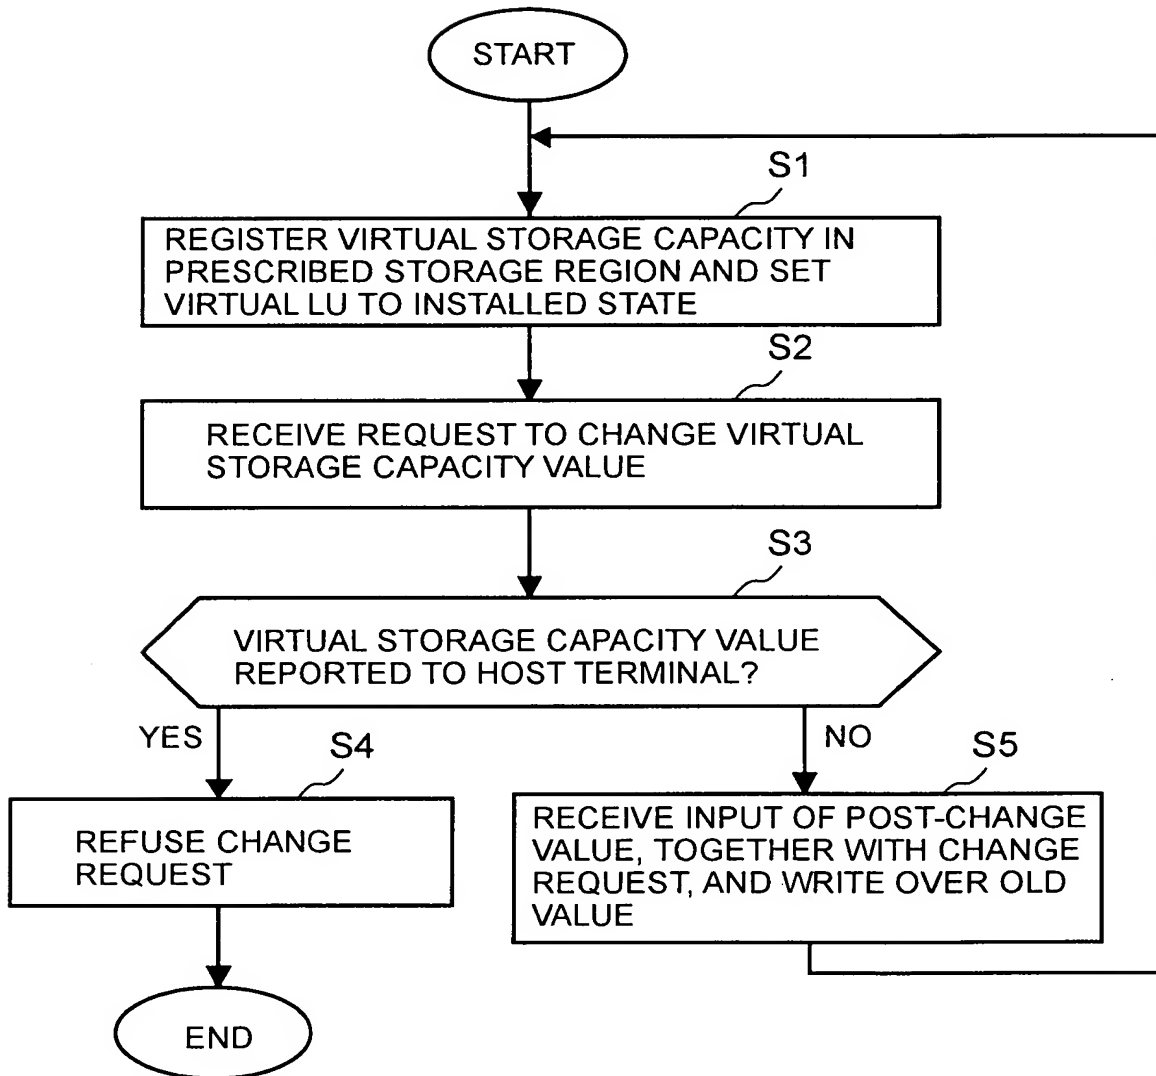 START
S1
REGISTER VIRTUAL STORAGE CAPACITY IN
PRESCRIBED STORAGE REGION AND SET
VIRTUAL LU TO INSTALLED STATE
S2
RECEIVE REQUEST TO CHANGE VIRTUAL
STORAGE CAPACITY VALUE
S3
VIRTUAL STORAGE CAPACITY VALUE
REPORTED TO HOST TERMINAL?
YES
NO
S4
REFUSE CHANGE
REQUEST
S5
RECEIVE INPUT OF POST-CHANGE
VALUE, TOGETHER WITH CHANGE
REQUEST, AND WRITE OVER OLD
VALUE
END